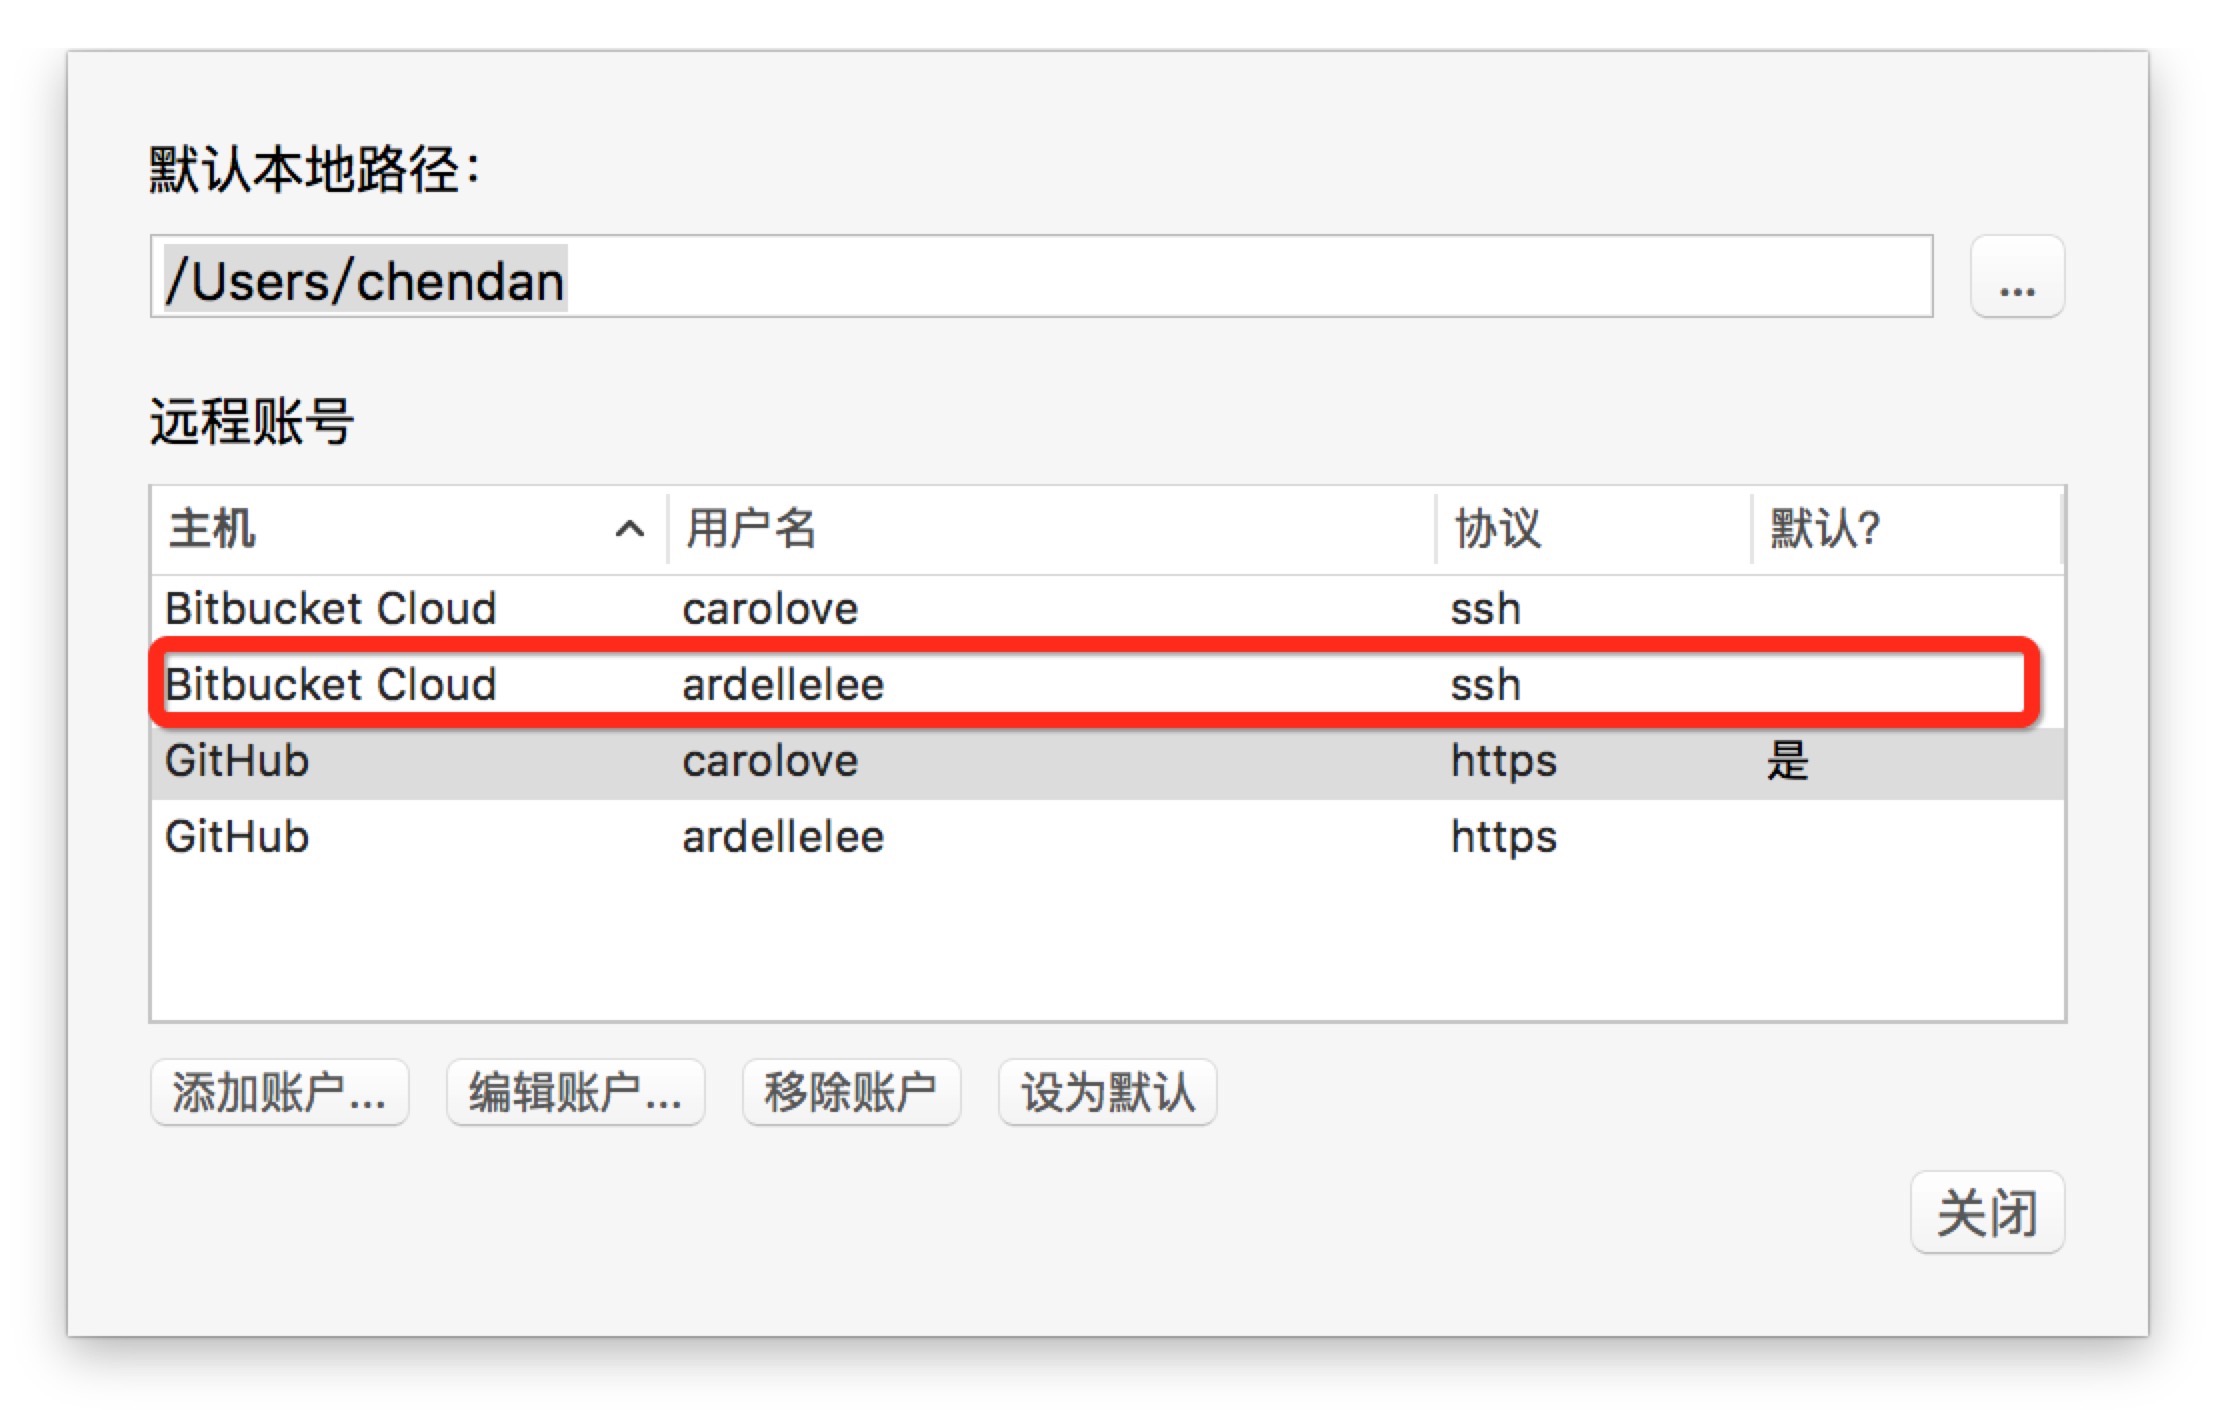 默认本地路径：
/Users/chendan ...
远程账号
主机 用户名 协议 默认?
Bitbucket Cloud carolove ssh
Bitbucket Cloud ardellelee ssh
GitHub carolove https 是
GitHub ardellelee https
添加账户... 编辑账户... 移除账户 设为默认
关闭